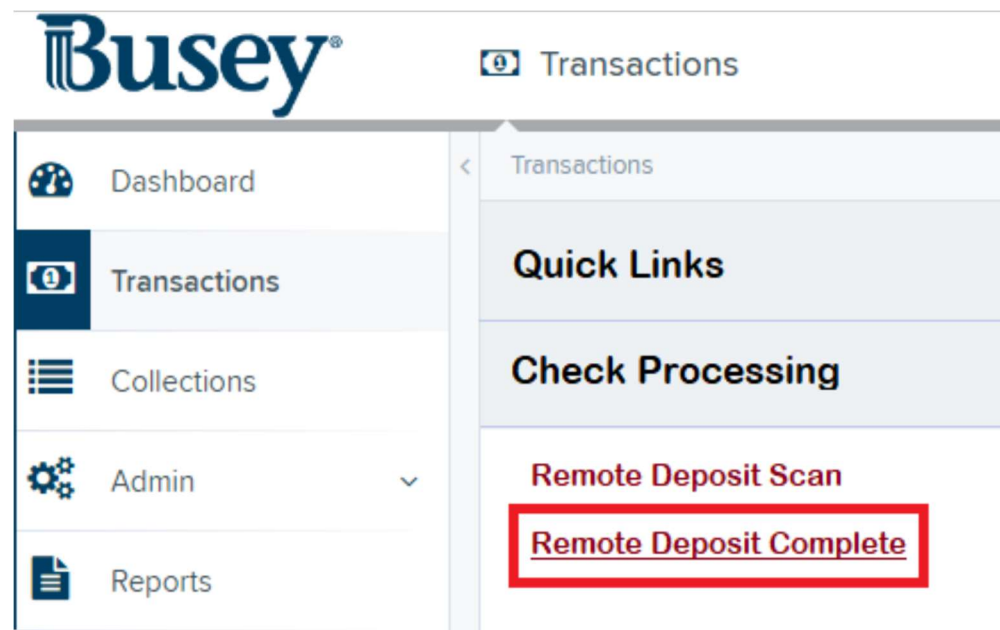 Busey®
Transactions
Dashboard
Transactions
Collections
Admin
Reports
Transactions
Quick Links
Check Processing
Remote Deposit Scan
Remote Deposit Complete